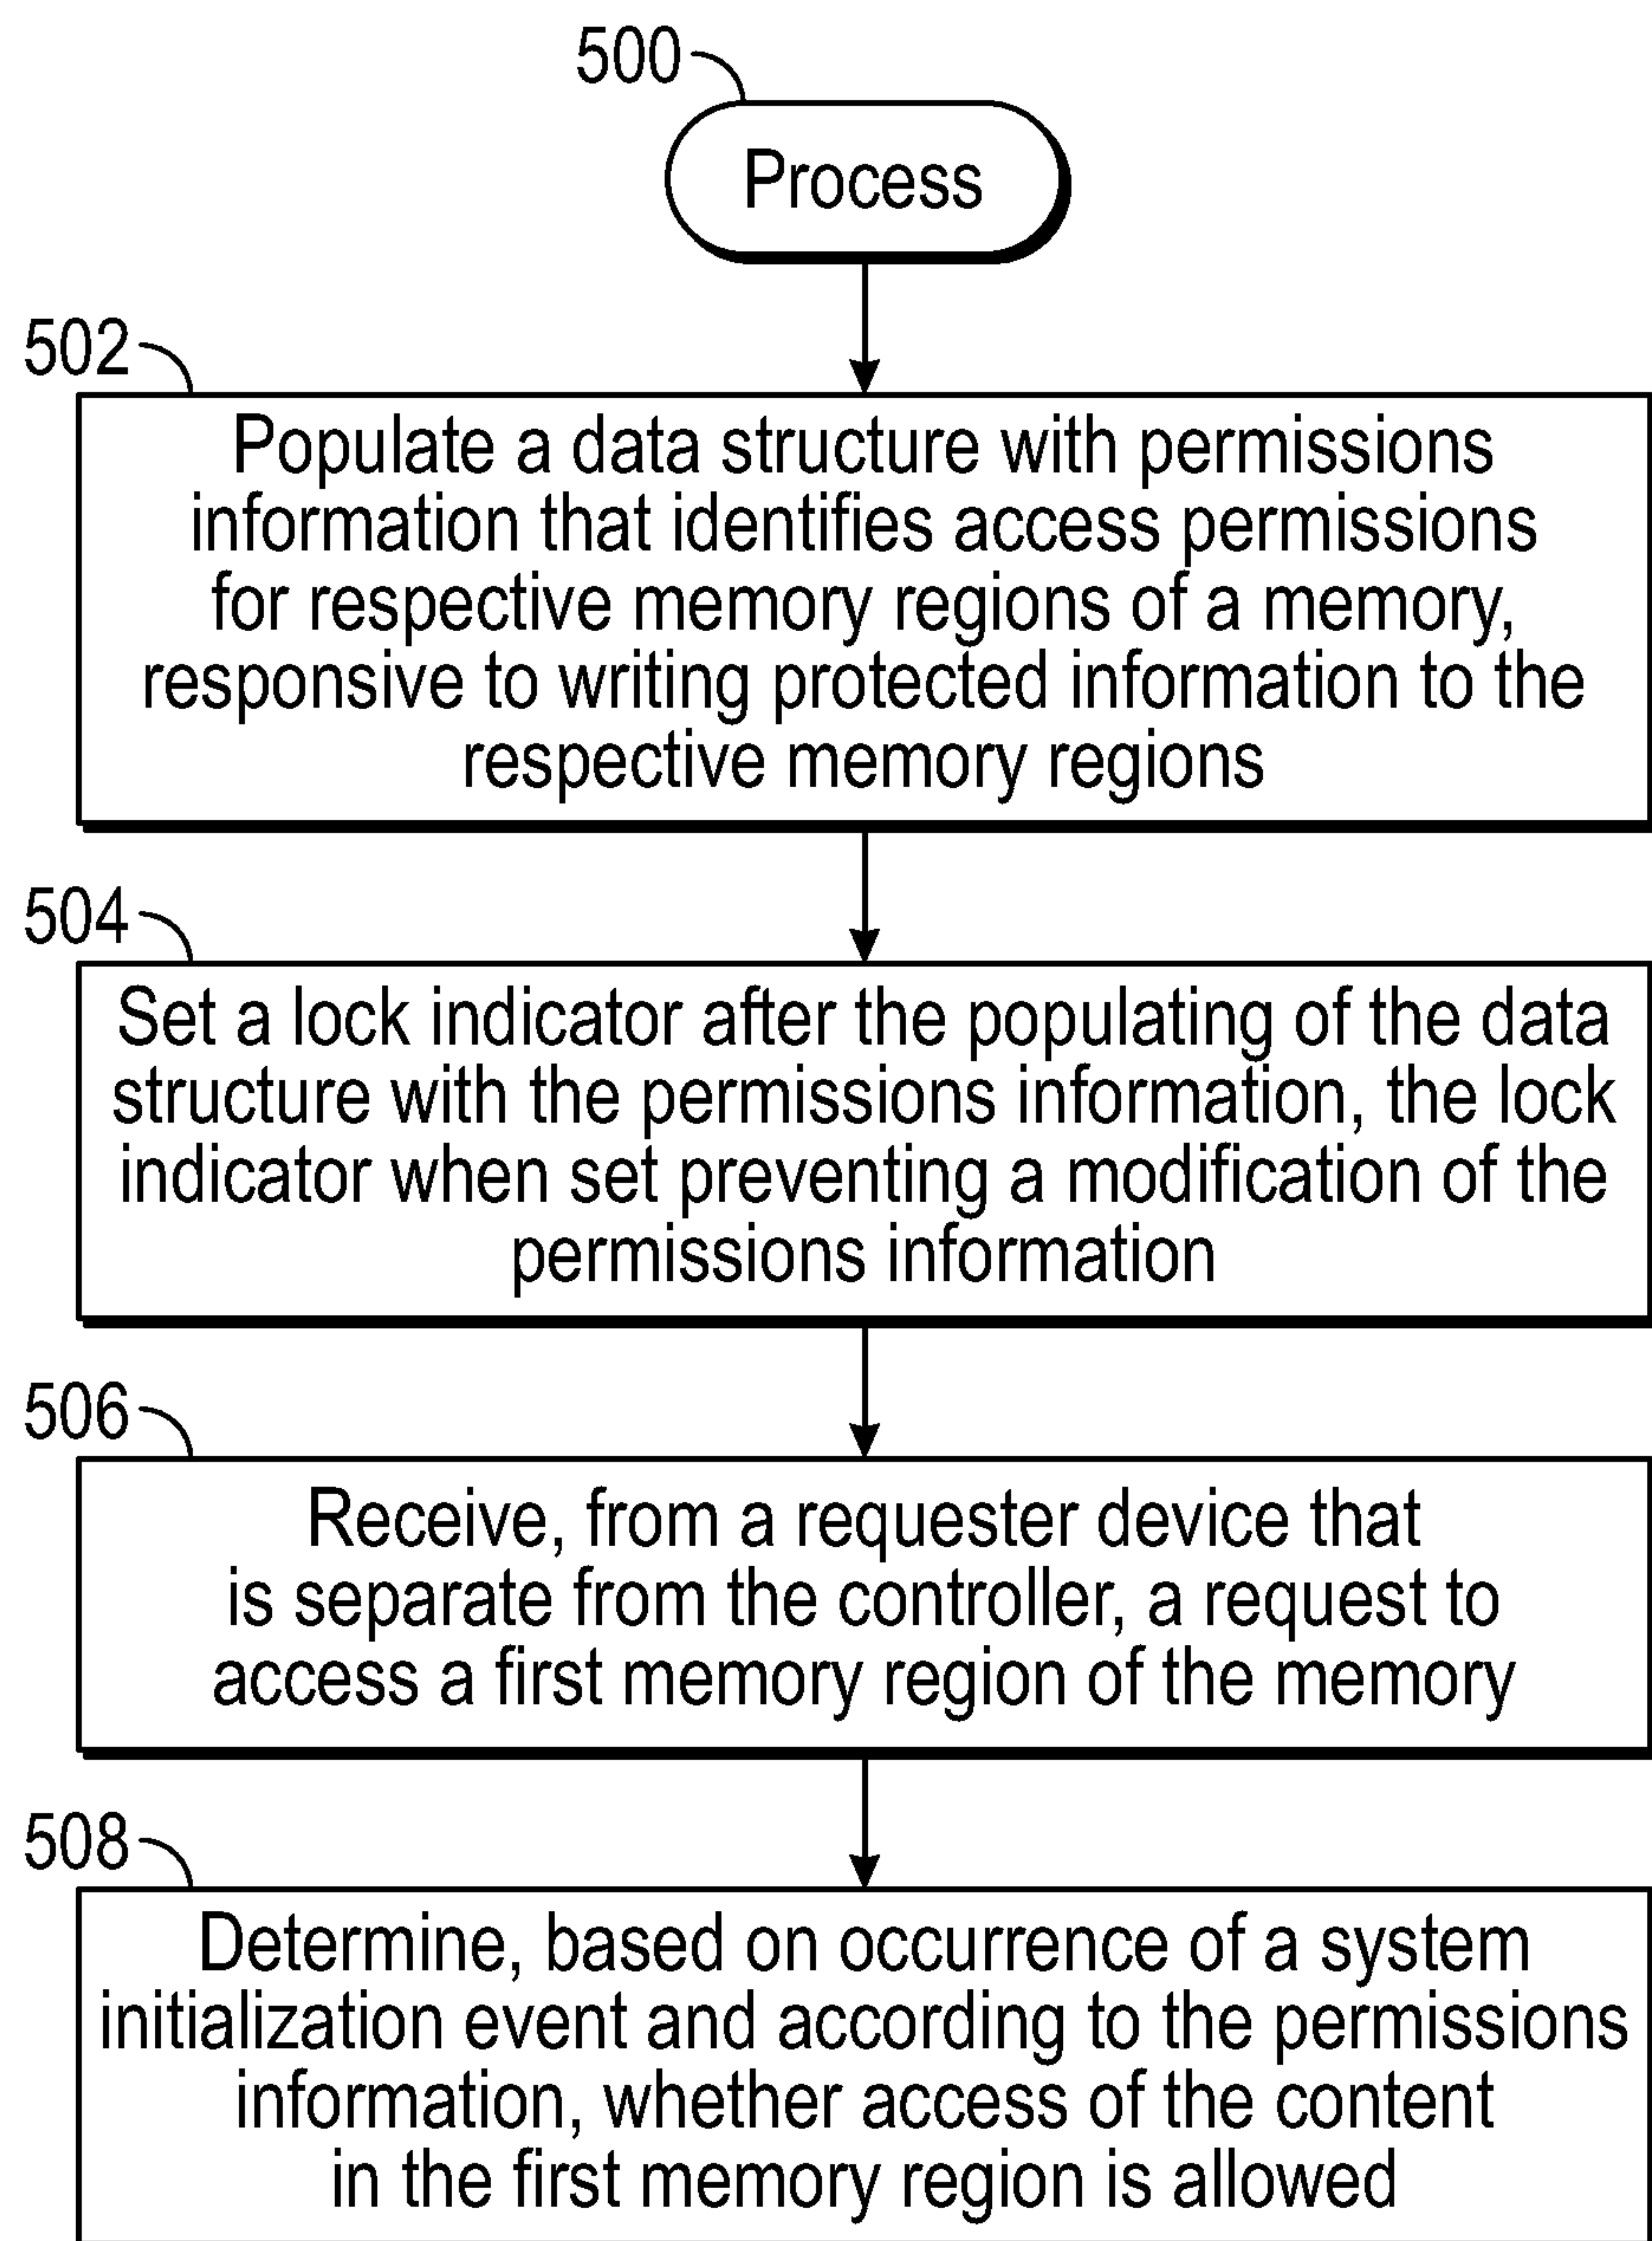 500
Process
502
Populate a data structure with permissions
information that identifies access permissions
for respective memory regions of a memory,
responsive to writing protected information to the
respective memory regions
504
Set a lock indicator after the populating of the data
structure with the permissions information, the lock
indicator when set preventing a modification of the
permissions information
506
Receive, from a requester device that
is separate from the controller, a request to
access a first memory region of the memory
508
Determine, based on occurrence of a system
initialization event and according to the permissions
information, whether access of the content
in the first memory region is allowed